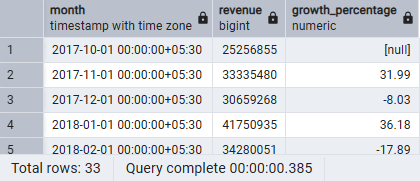 month revenue growth_percentage
timestamp with time zone bigint numeric
1 2017-10-01 00:00:00+05:30 25256855 [null]
2 2017-11-01 00:00:00+05:30 33335480 31.99
3 2017-12-01 00:00:00+05:30 30659268 -8.03
4 2018-01-01 00:00:00+05:30 41750935 36.18
5 2018-02-01 00:00:00+05:30 34280051 -17.89
Total rows: 33 Query complete 00:00:00.385